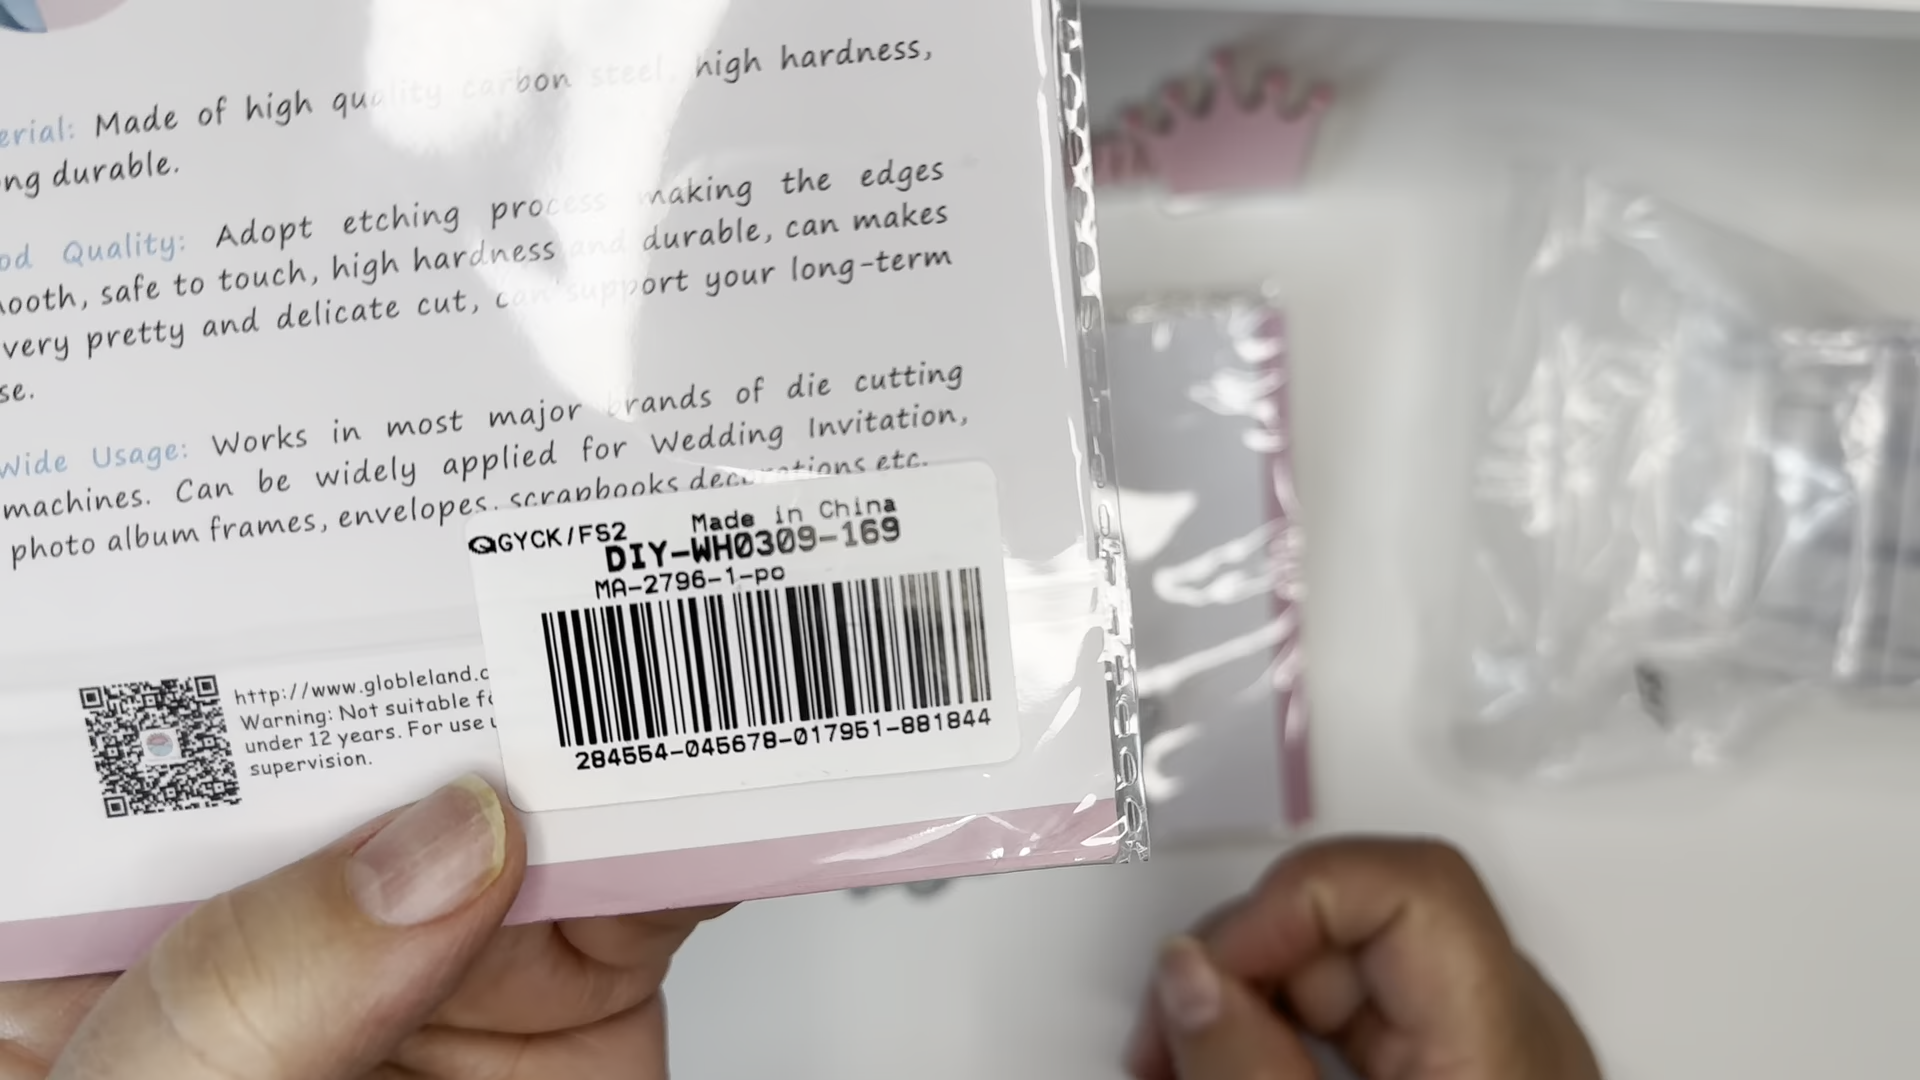 erial: Made of high quality carbon steel, high hardness,
ng durable.
od Quality: Adopt etching process making the edges
ooth, safe to touch, high hardness and durable, can makes
very pretty and delicate cut, can support your long-term
se.
Wide Usage: Works in most major brands of die cutting
machines. Can be widely applied for Wedding Invitation,
photo album frames, envelopes, scrapbooks decorations etc.
QGYCK/FS2 Made in China
DIY-WH0309-169
MA-2796-1-po
284554-045678-017951-881844
http://www.globleland.c
Warning: Not suitable fo
under 12 years. For use u
supervision.